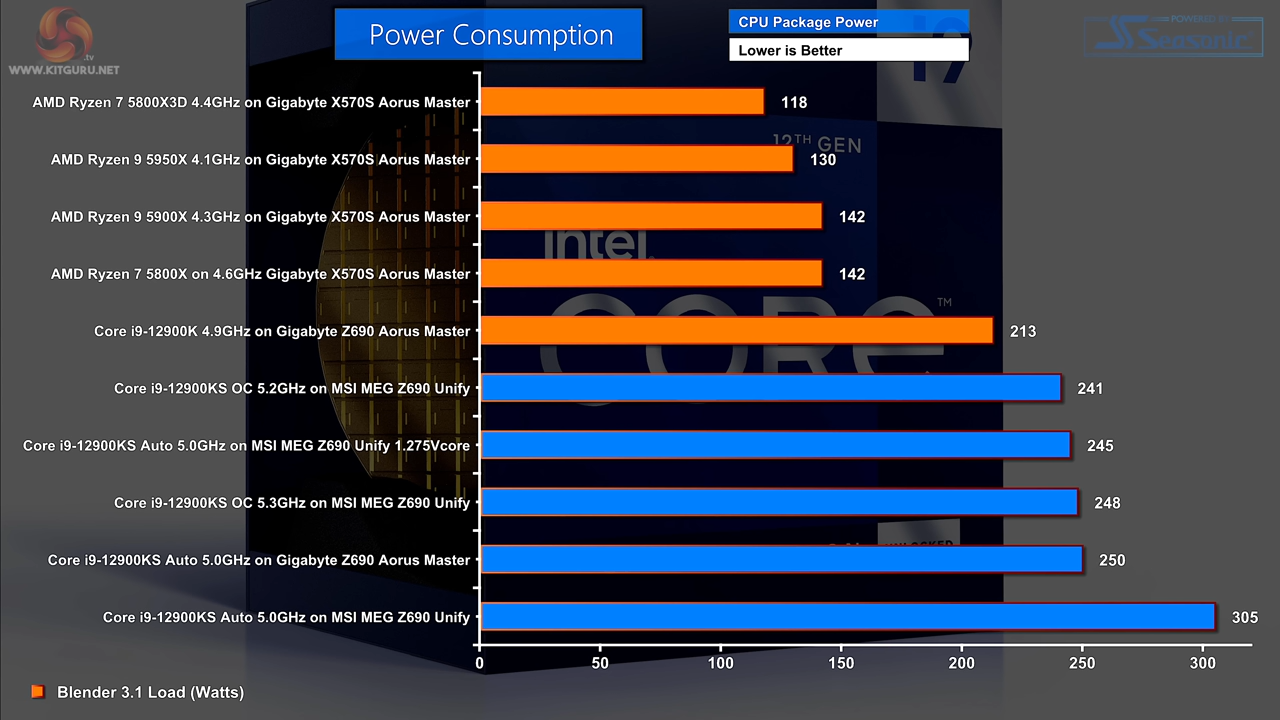 Power Consumption
CPU Package Power
Lower is Better
POWERED BY
Seasonic
.tv
WWW.KITGURU.NET
i9
AMD Ryzen 7 5800X3D 4.4GHz on Gigabyte X570S Aorus Master 118
12TH GEN
AMD Ryzen 9 5950X 4.1GHz on Gigabyte X570S Aorus Master 130
AMD Ryzen 9 5900X 4.3GHz on Gigabyte X570S Aorus Master 142
intel.
AMD Ryzen 7 5800X on 4.6GHz Gigabyte X570S Aorus Master 142
CORE™
Core i9-12900K 4.9GHz on Gigabyte Z690 Aorus Master 213
Core i9-12900KS OC 5.2GHz on MSI MEG Z690 Unify 241
Core i9-12900KS Auto 5.0GHz on MSI MEG Z690 Unify 1.275Vcore 245
Core i9-12900KS OC 5.3GHz on MSI MEG Z690 Unify 248
UNLOCKED
Core i9-12900KS Auto 5.0GHz on Gigabyte Z690 Aorus Master 250
Core i9-12900KS Auto 5.0GHz on MSI MEG Z690 Unify 305
0 50 100 150 200 250 300
Blender 3.1 Load (Watts)